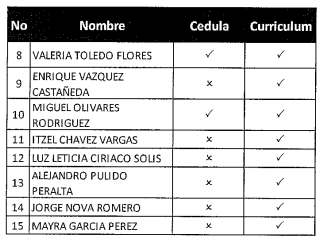 No Nombre Cedula Curriculum
8 VALERIA TOLEDO FLORES ✓ ✓
9 ENRIQUE VAZQUEZ CASTAÑEDA × ✓
10 MIGUEL OLIVARES RODRIGUEZ ✓ ✓
11 ITZEL CHAVEZ VARGAS × ✓
12 LUZ LETICIA CIRIACO SOLIS × ✓
13 ALEJANDRO PULIDO PERALTA × ✓
14 JORGE NOVA ROMERO × ✓
15 MAYRA GARCIA PEREZ × ✓